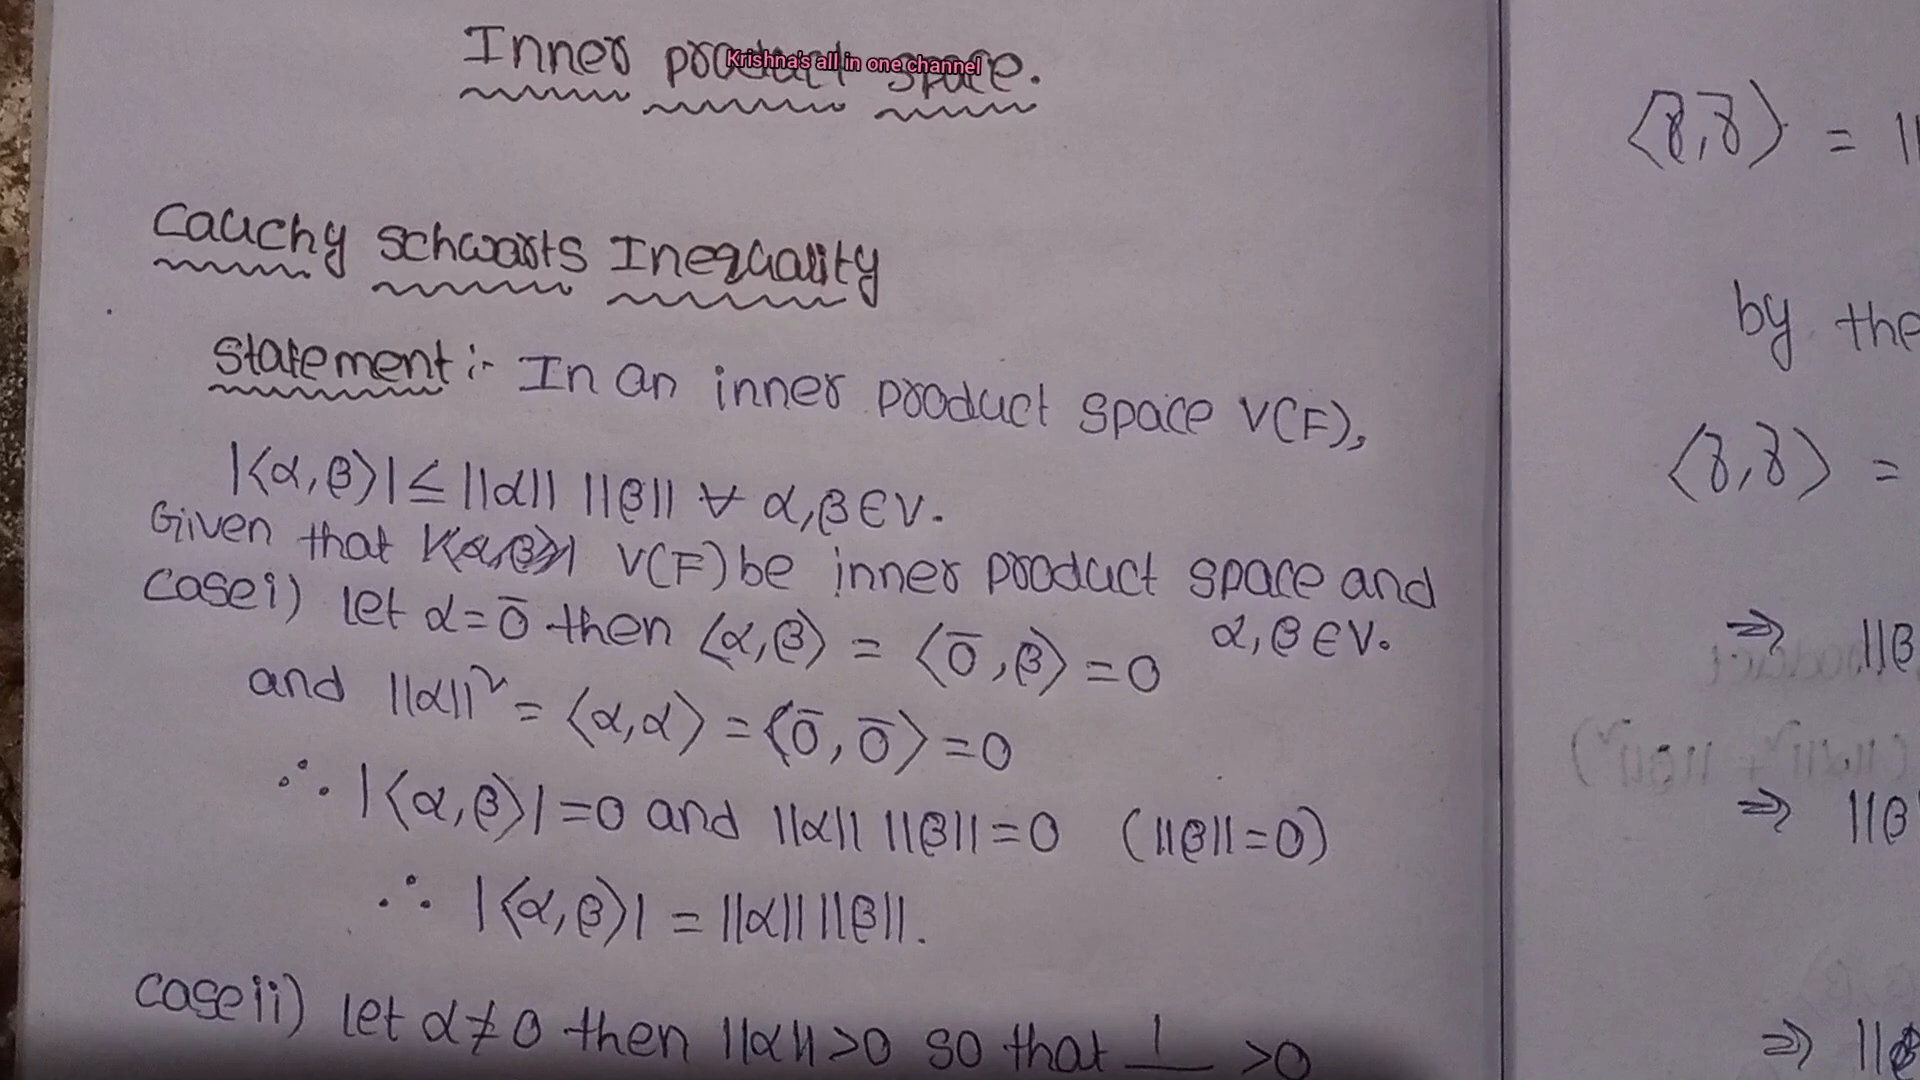 Inner product space.
Krishna's all in one channel
Cauchy schwarts Inequality
Statement :- In an inner product space V(F),
|⟨α,β⟩| ≤ ||α|| ||β|| ∀ α,β∈V.
Given that V(F) be inner product space and
α,β∈V.
Case i) let α=0̄ then ⟨α,β⟩ = ⟨0̄,β⟩ = 0
and ||α||² = ⟨α,α⟩ = ⟨0̄,0̄⟩ = 0
∴ |⟨α,β⟩| = 0 and ||α|| ||β|| = 0 (||β|| = 0)
∴ |⟨α,β⟩| = ||α|| ||β||.
Case ii) let α≠0 then ||α|| > 0 so that 1/ > 0
⟨γ,γ⟩ = ||
by the
⟨γ,γ⟩ =
⇒ ||β
⇒ ||β
⇒ ||